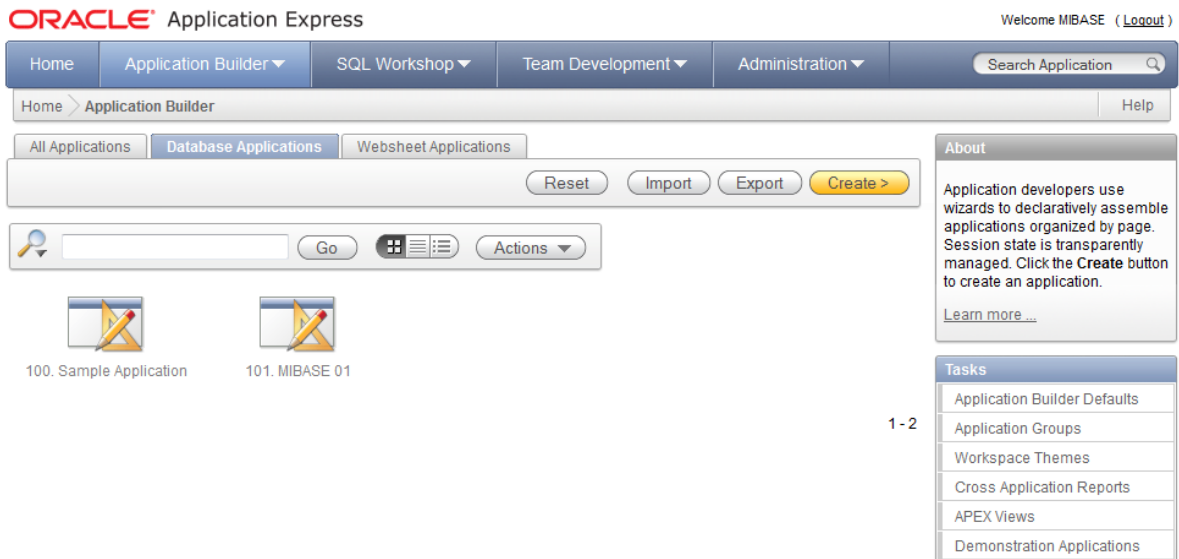 ORACLE Application Express
Welcome MIBASE ( Logout )
Home Application Builder SQL Workshop Team Development Administration Search Application
Home Application Builder Help
All Applications Database Applications Websheet Applications
Reset Import Export Create >
Go Actions
100. Sample Application 101. MIBASE 01
1 - 2
About
Application developers use
wizards to declaratively assemble
applications organized by page.
Session state is transparently
managed. Click the Create button
to create an application.
Learn more ...
Tasks
Application Builder Defaults
Application Groups
Workspace Themes
Cross Application Reports
APEX Views
Demonstration Applications